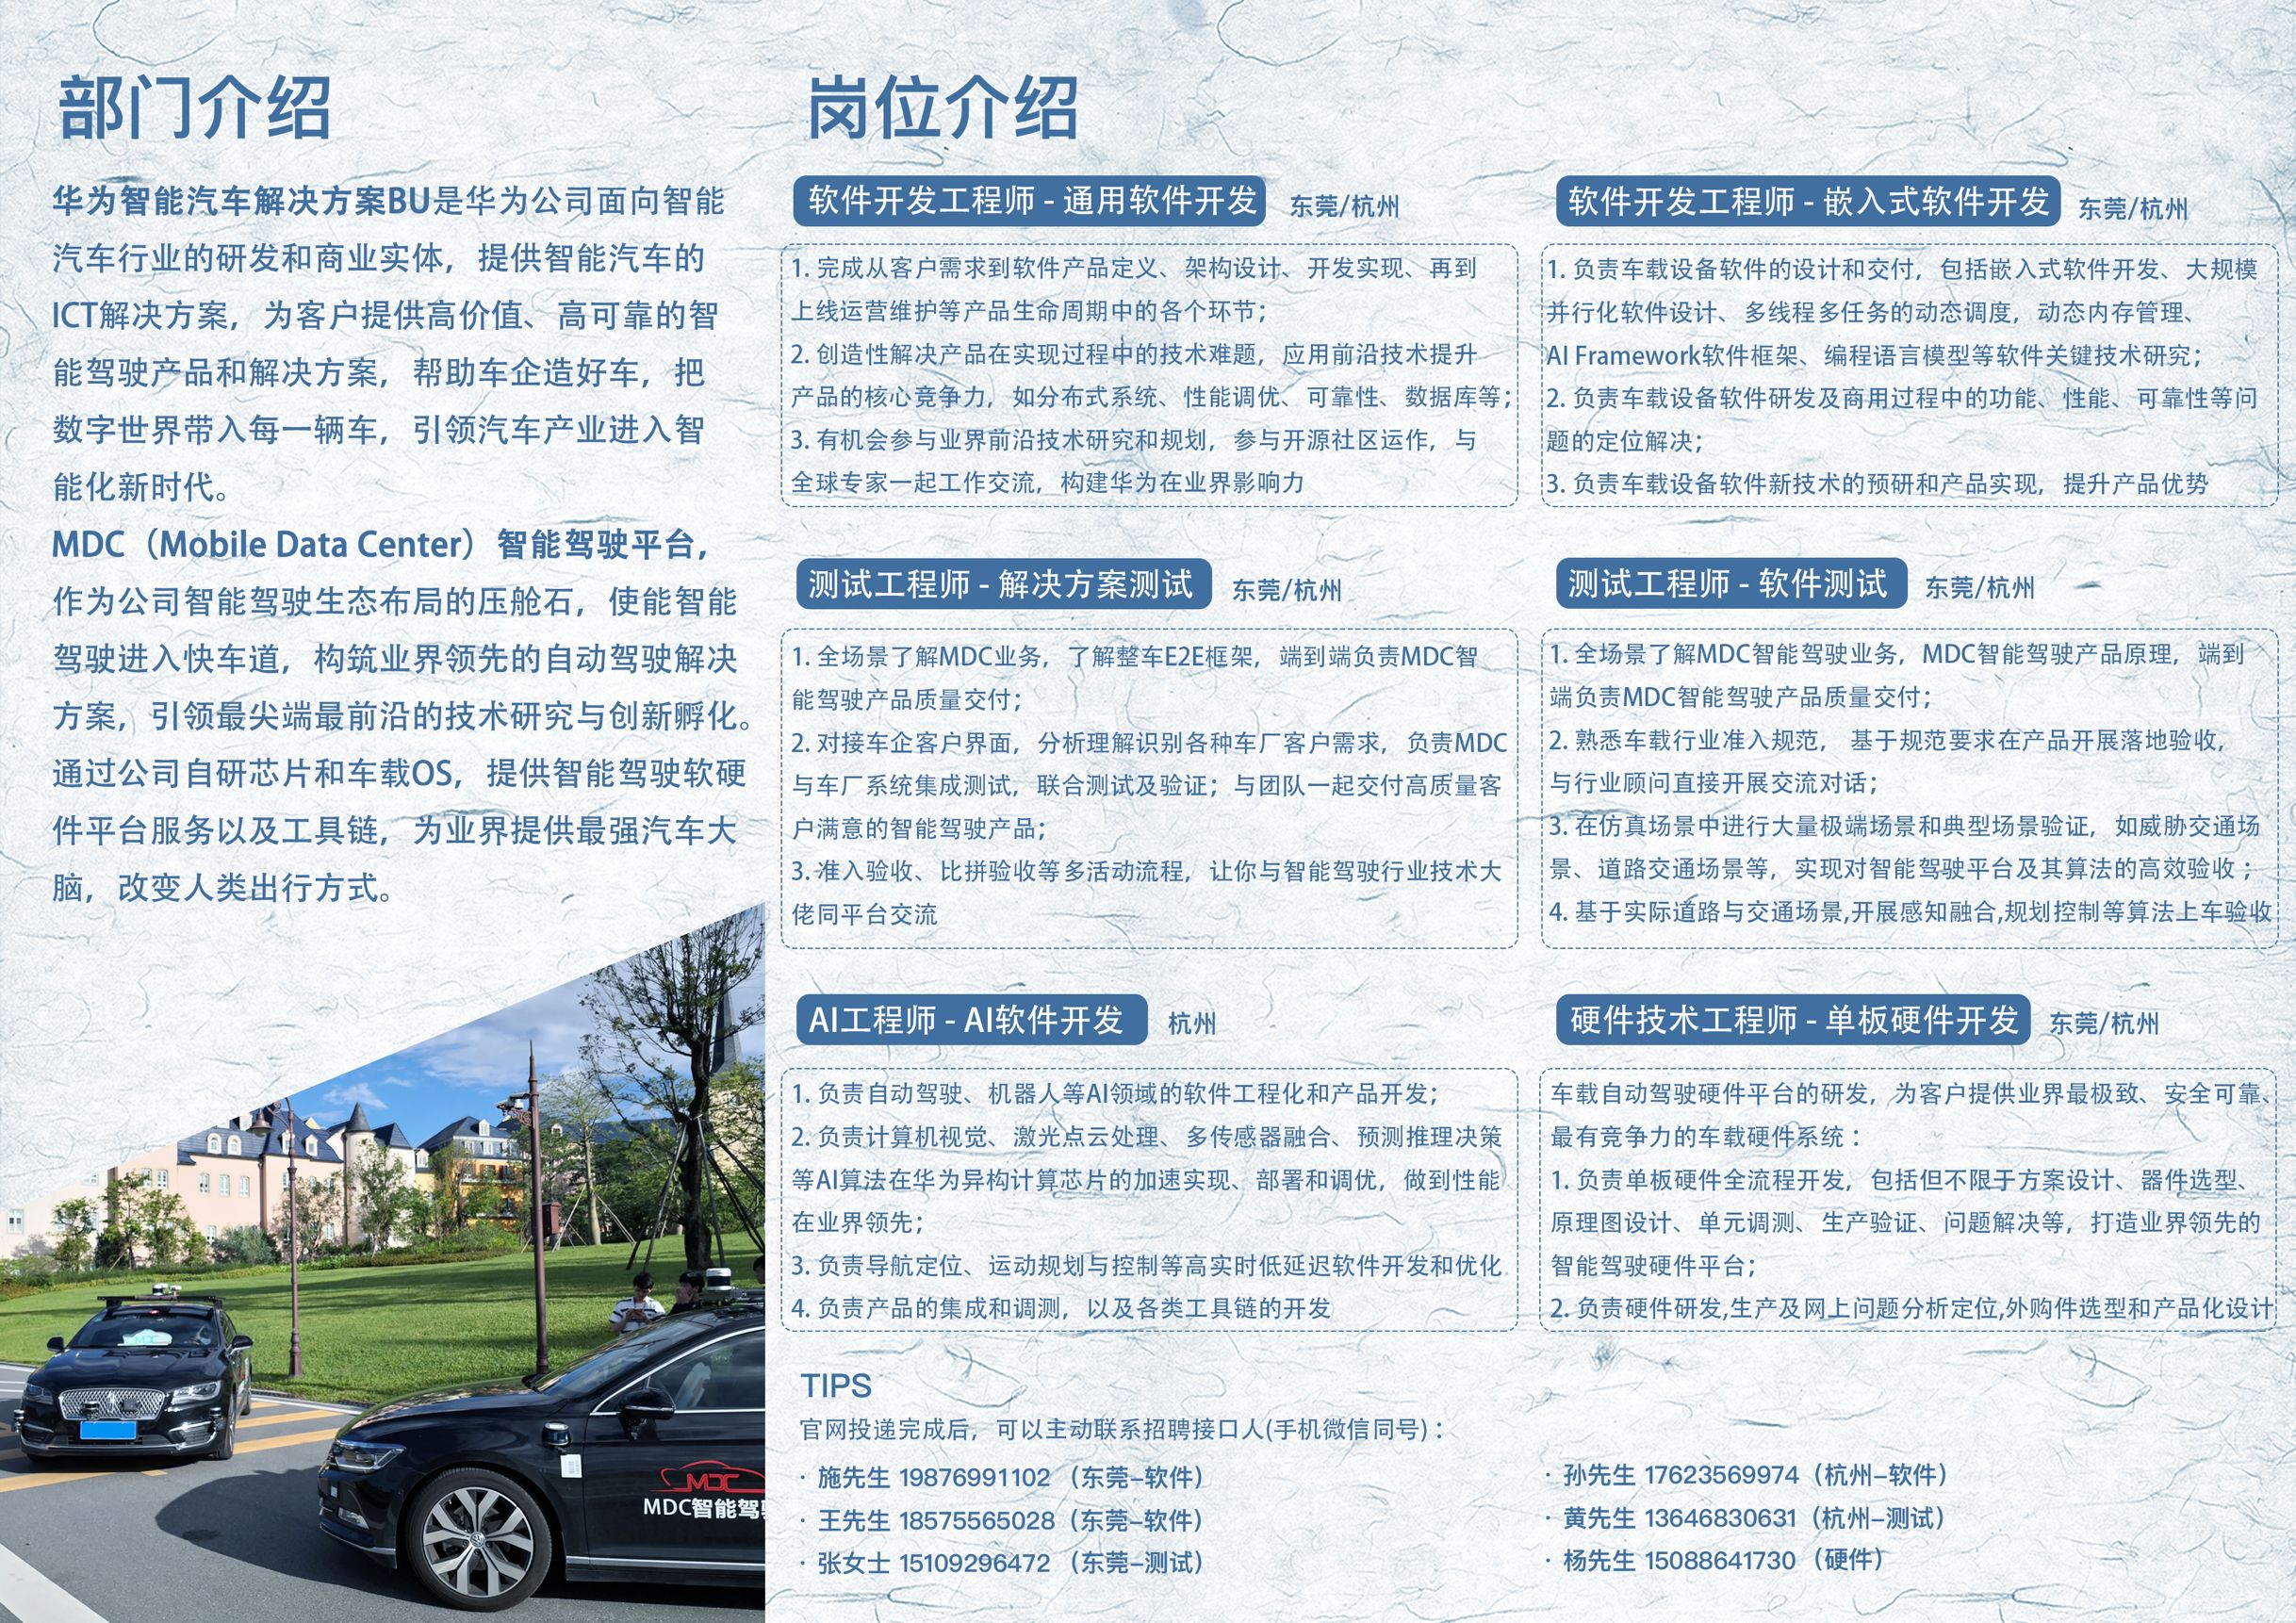 部门介绍
华为智能汽车解决方案BU是华为公司面向智能
汽车行业的研发和商业实体，提供智能汽车的
ICT解决方案，为客户提供高价值、高可靠的智
能驾驶产品和解决方案，帮助车企造好车，把
数字世界带入每一辆车，引领汽车产业进入智
能化新时代。
MDC（Mobile Data Center）智能驾驶平台，
作为公司智能驾驶生态布局的压舱石，使能智能
驾驶进入快车道，构筑业界领先的自动驾驶解决
方案，引领最尖端最前沿的技术研究与创新孵化。
通过公司自研芯片和车载OS，提供智能驾驶软硬
件平台服务以及工具链，为业界提供最强汽车大
脑，改变人类出行方式。
MDC
MDC智能驾驶
岗位介绍
软件开发工程师 - 通用软件开发 东莞/杭州
1. 完成从客户需求到软件产品定义、架构设计、开发实现、再到
上线运营维护等产品生命周期中的各个环节；
2. 创造性解决产品在实现过程中的技术难题，应用前沿技术提升
产品的核心竞争力，如分布式系统、性能调优、可靠性、数据库等；
3. 有机会参与业界前沿技术研究和规划，参与开源社区运作，与
全球专家一起工作交流，构建华为在业界影响力
软件开发工程师 - 嵌入式软件开发 东莞/杭州
1. 负责车载设备软件的设计和交付，包括嵌入式软件开发、大规模
并行化软件设计、多线程多任务的动态调度，动态内存管理、
AI Framework软件框架、编程语言模型等软件关键技术研究；
2. 负责车载设备软件研发及商用过程中的功能、性能、可靠性等问
题的定位解决；
3. 负责车载设备软件新技术的预研和产品实现，提升产品优势
测试工程师 - 解决方案测试 东莞/杭州
1. 全场景了解MDC业务，了解整车E2E框架，端到端负责MDC智
能驾驶产品质量交付；
2. 对接车企客户界面，分析理解识别各种车厂客户需求，负责MDC
与车厂系统集成测试，联合测试及验证；与团队一起交付高质量客
户满意的智能驾驶产品；
3. 准入验收、比拼验收等多活动流程，让你与智能驾驶行业技术大
佬同平台交流
测试工程师 - 软件测试 东莞/杭州
1. 全场景了解MDC智能驾驶业务，MDC智能驾驶产品原理，端到
端负责MDC智能驾驶产品质量交付；
2. 熟悉车载行业准入规范， 基于规范要求在产品开展落地验收，
与行业顾问直接开展交流对话；
3. 在仿真场景中进行大量极端场景和典型场景验证，如威胁交通场
景、道路交通场景等，实现对智能驾驶平台及其算法的高效验收；
4. 基于实际道路与交通场景,开展感知融合,规划控制等算法上车验收
AI工程师 - AI软件开发 杭州
1. 负责自动驾驶、机器人等AI领域的软件工程化和产品开发；
2. 负责计算机视觉、激光点云处理、多传感器融合、预测推理决策
等AI算法在华为异构计算芯片的加速实现、部署和调优，做到性能
在业界领先；
3. 负责导航定位、运动规划与控制等高实时低延迟软件开发和优化
4. 负责产品的集成和调测，以及各类工具链的开发
硬件技术工程师 - 单板硬件开发 东莞/杭州
车载自动驾驶硬件平台的研发，为客户提供业界最极致、安全可靠、
最有竞争力的车载硬件系统：
1. 负责单板硬件全流程开发，包括但不限于方案设计、器件选型、
原理图设计、单元调测、生产验证、问题解决等，打造业界领先的
智能驾驶硬件平台；
2. 负责硬件研发,生产及网上问题分析定位,外购件选型和产品化设计
TIPS
官网投递完成后，可以主动联系招聘接口人(手机微信同号)：
· 施先生 19876991102 （东莞-软件）
· 王先生 18575565028（东莞-软件）
· 张女士 15109296472 （东莞-测试）
· 孙先生 17623569974（杭州-软件）
· 黄先生 13646830631（杭州-测试）
· 杨先生 15088641730 （硬件）